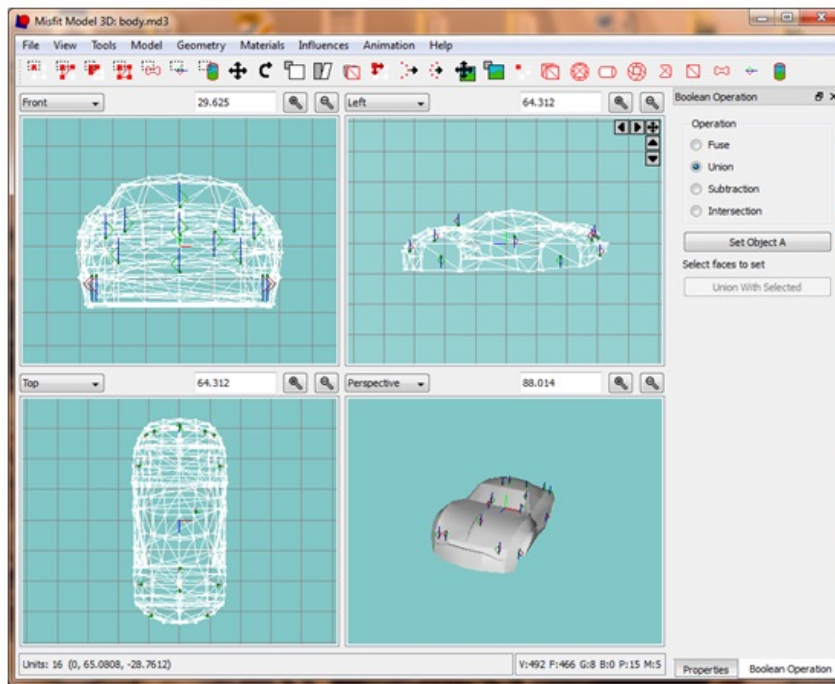 Misfit Model 3D: body.md3
File View Tools Model Geometry Materials Influences Animation Help
Front 29.625
Left 64.312
Boolean Operation
Operation
Fuse
Union
Subtraction
Intersection
Set Object A
Select faces to set
Union With Selected
Top 64.312
Perspective 88.014
Units: 16 (0, 65.0808, -28.7612)
V:492 F:466 G:8 B:0 P:15 M:5
Properties Boolean Operation